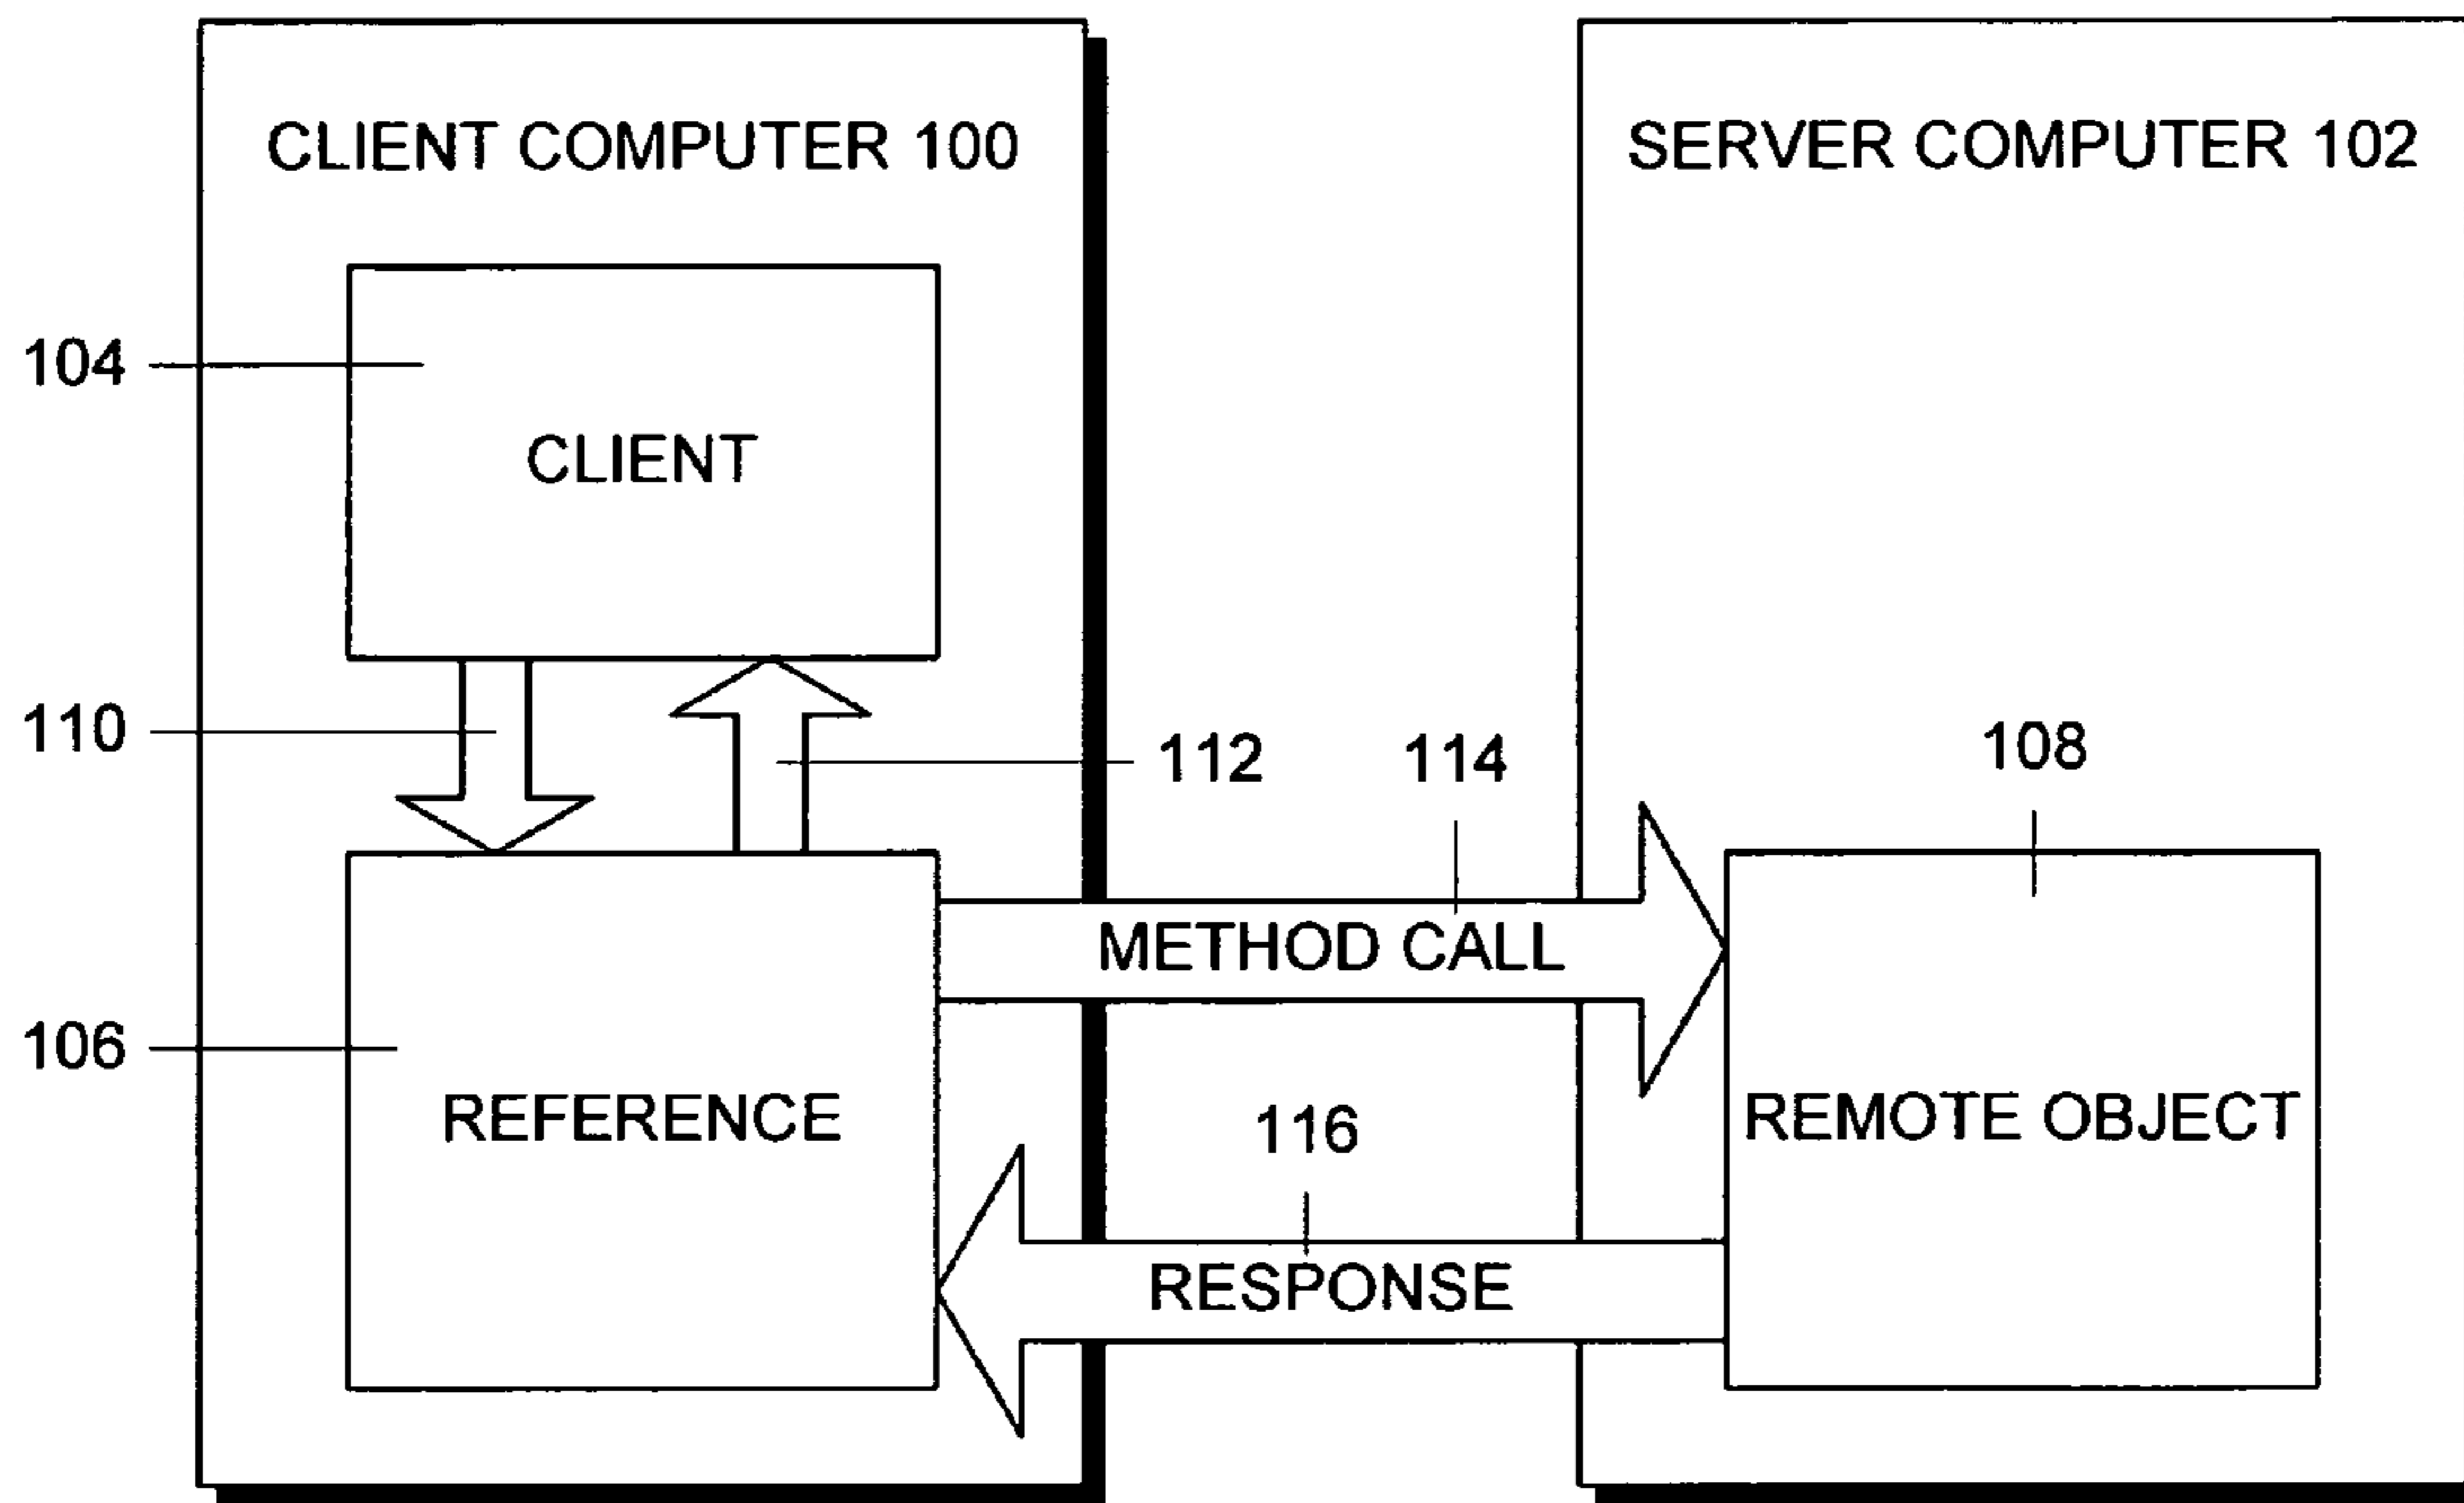 CLIENT COMPUTER 100
SERVER COMPUTER 102
104
CLIENT
110
112
114
108
METHOD CALL
106
REFERENCE
116
REMOTE OBJECT
RESPONSE